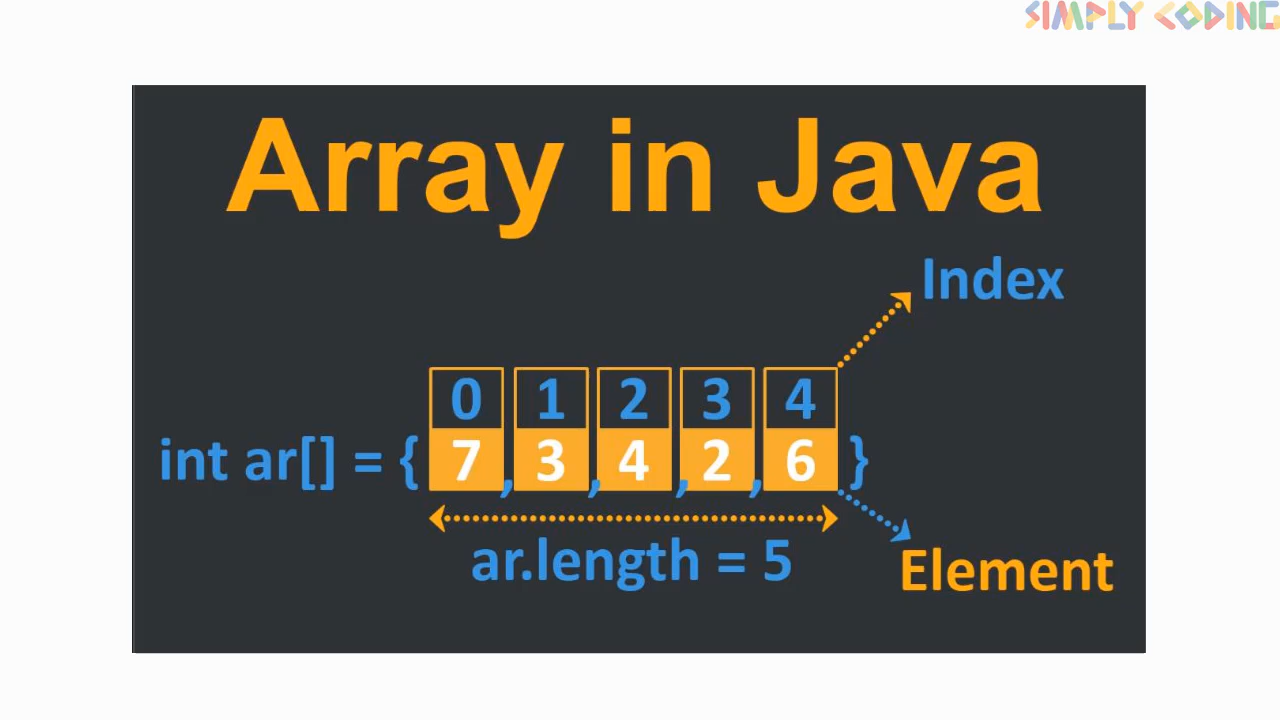 SIMPLY CODING
Array in Java
Index
0 1 2 3 4
int ar[] = { 7, 3, 4, 2, 6 }
ar.length = 5
Element